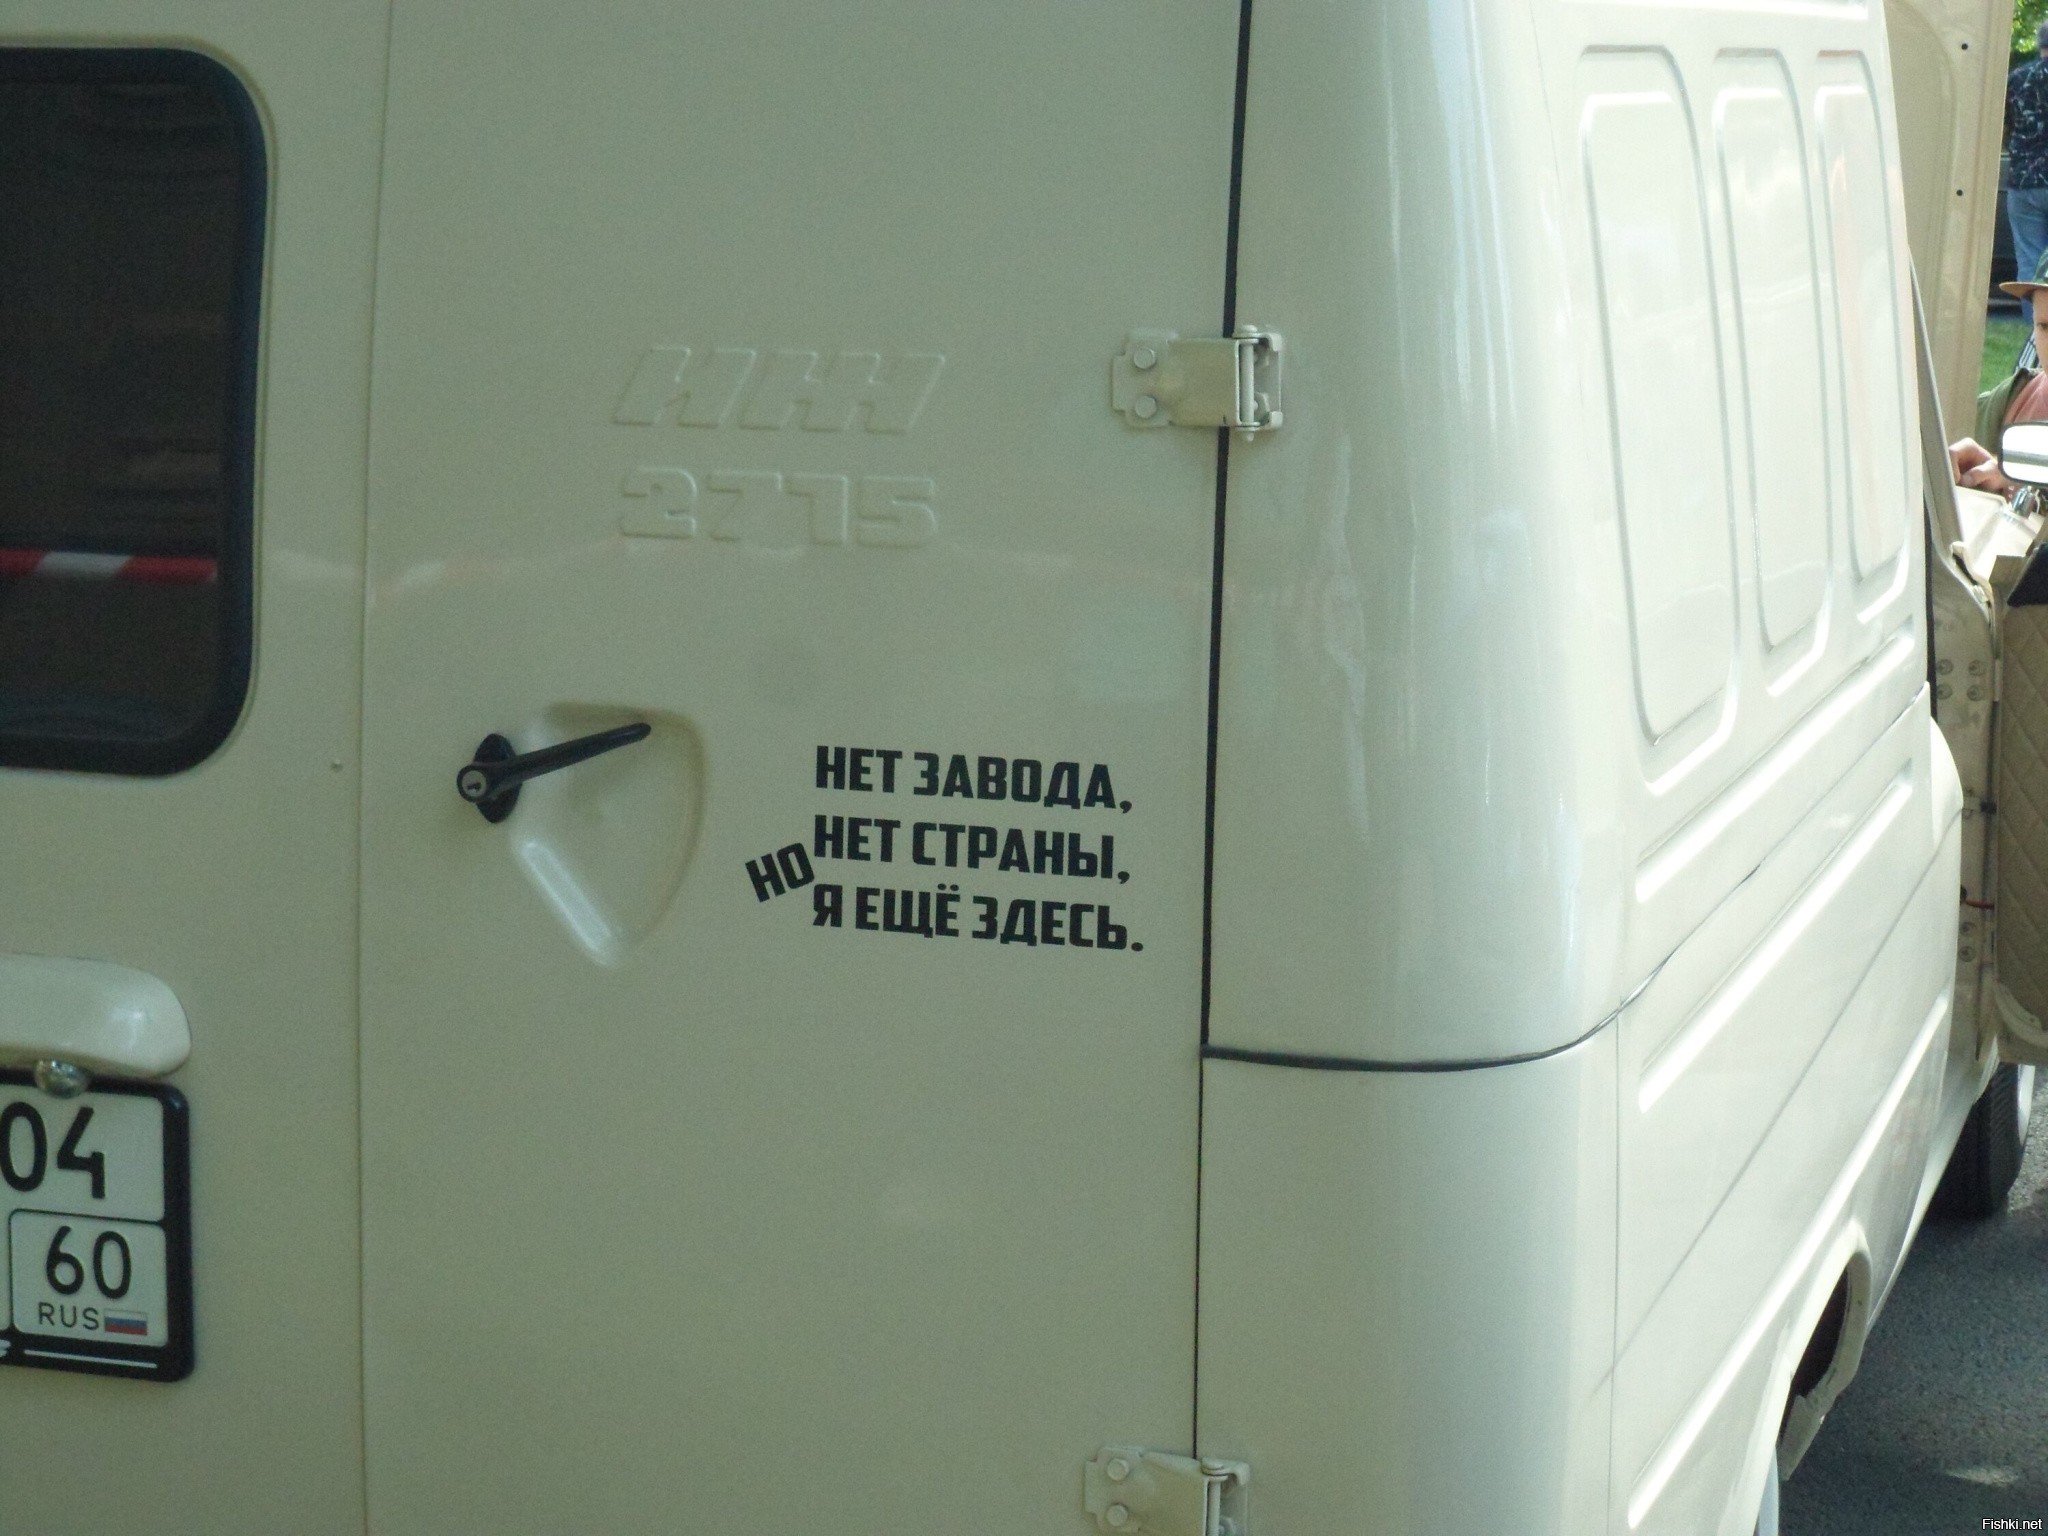 ИЖ
2715
НЕТ ЗАВОДА,
НЕТ СТРАНЫ,
НО
Я ЕЩЁ ЗДЕСЬ.
04
60
RUS
Fishki.net